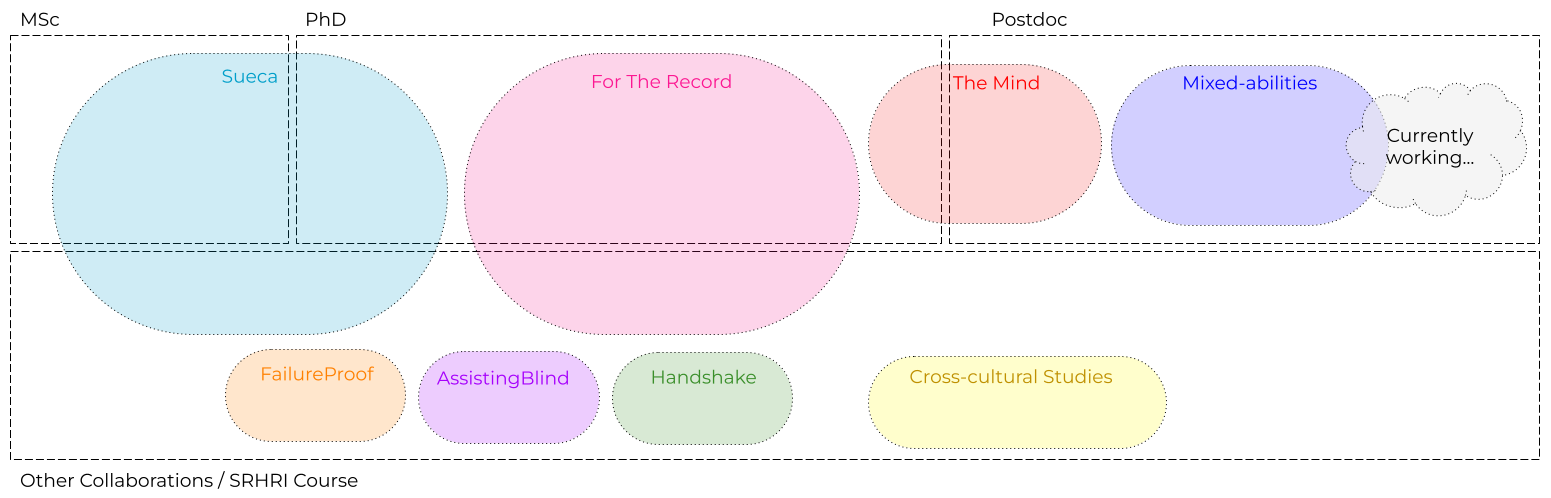 MSc
PhD
Postdoc
Sueca
For The Record
The Mind
Mixed-abilities
Currently
working...
FailureProof
AssistingBlind
Handshake
Cross-cultural Studies
Other Collaborations / SRHRI Course